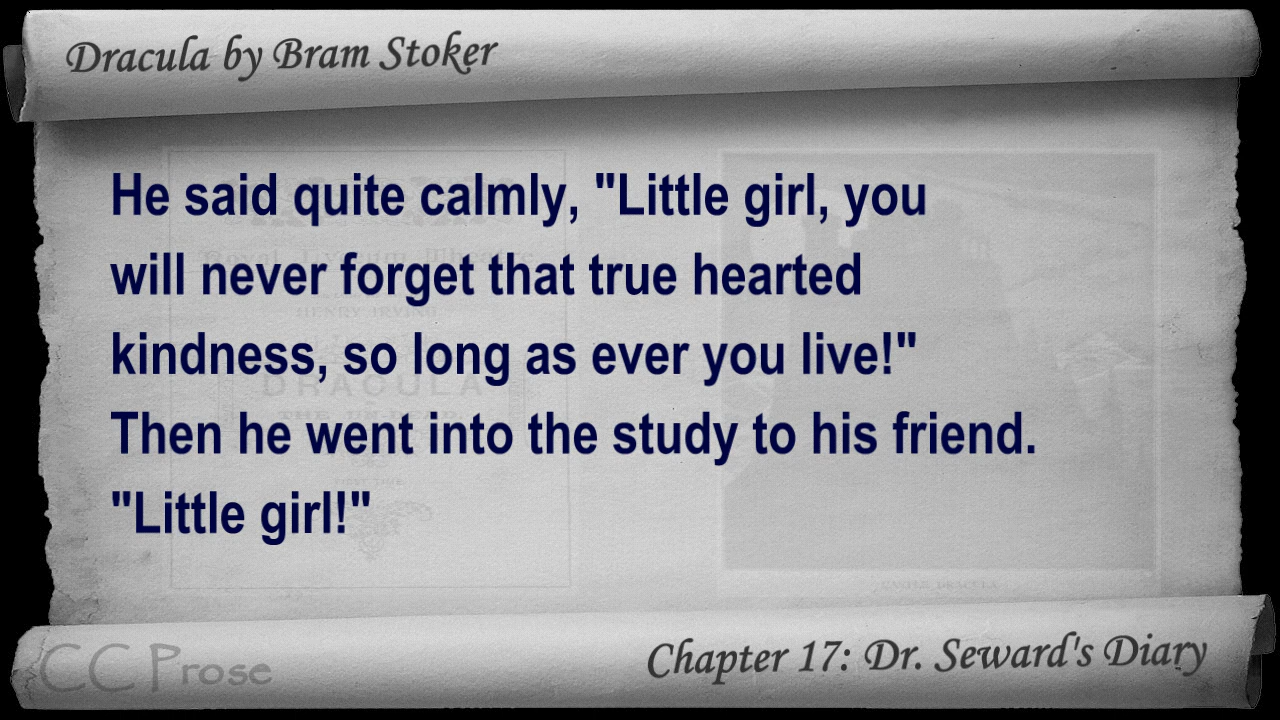 Dracula by Bram Stoker
He said quite calmly, "Little girl, you
will never forget that true hearted
kindness, so long as ever you live!"
Then he went into the study to his friend.
"Little girl!"
CC Prose
Chapter 17: Dr. Seward's Diary